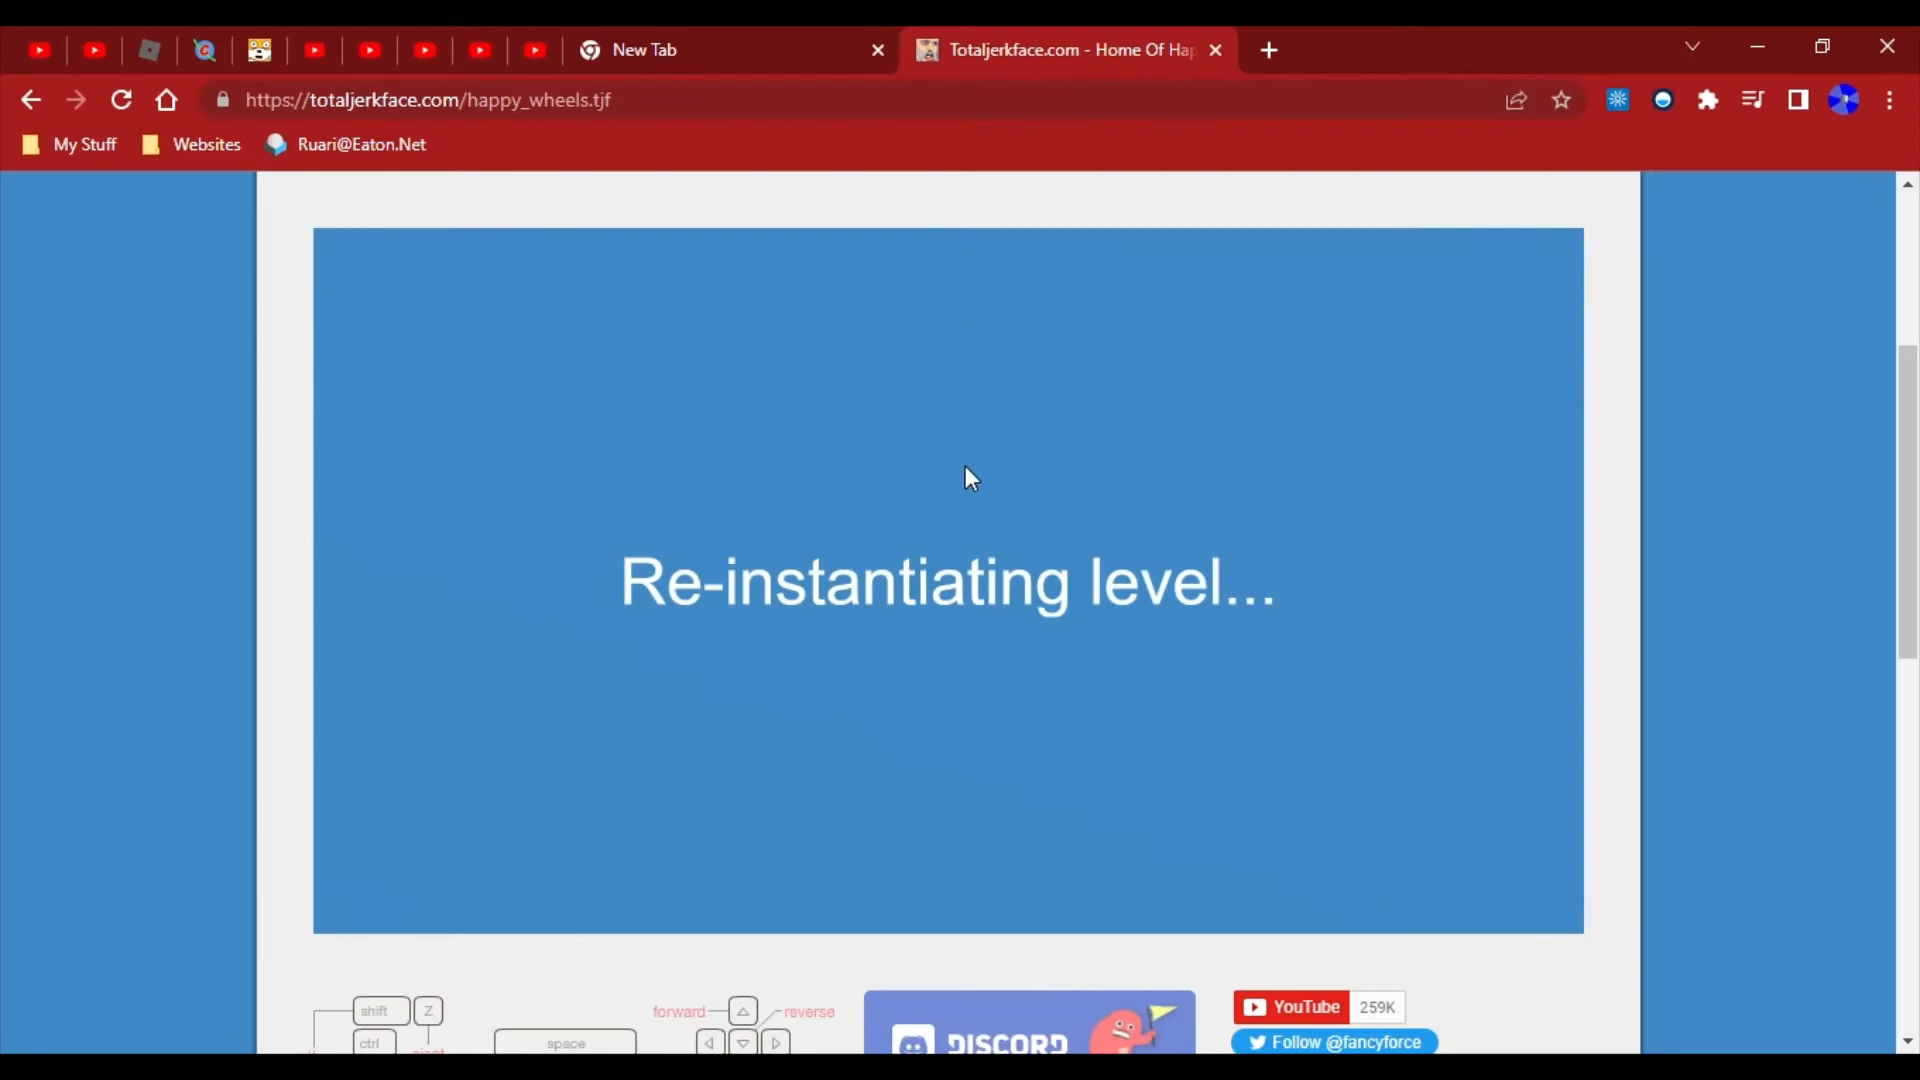 New Tab
Totaljerkface.com - Home Of Hap
https://totaljerkface.com/happy_wheels.tjf
My Stuff
Websites
Ruari@Eaton.Net
Re-instantiating level...
shift
Z
forward
reverse
ctrl
space
DISCORD
YouTube
259K
Follow @fancyforce